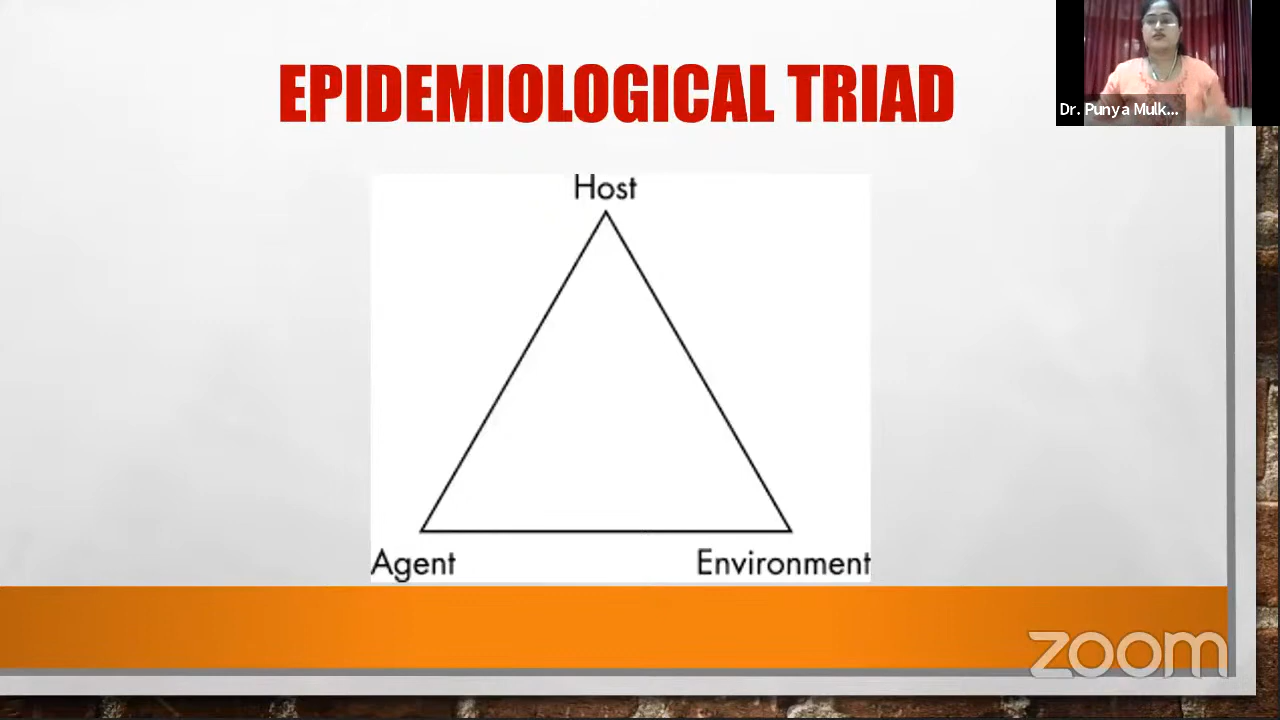 EPIDEMIOLOGICAL TRIAD
Dr. Punya Mulk...
Host
Agent
Environment
zoom